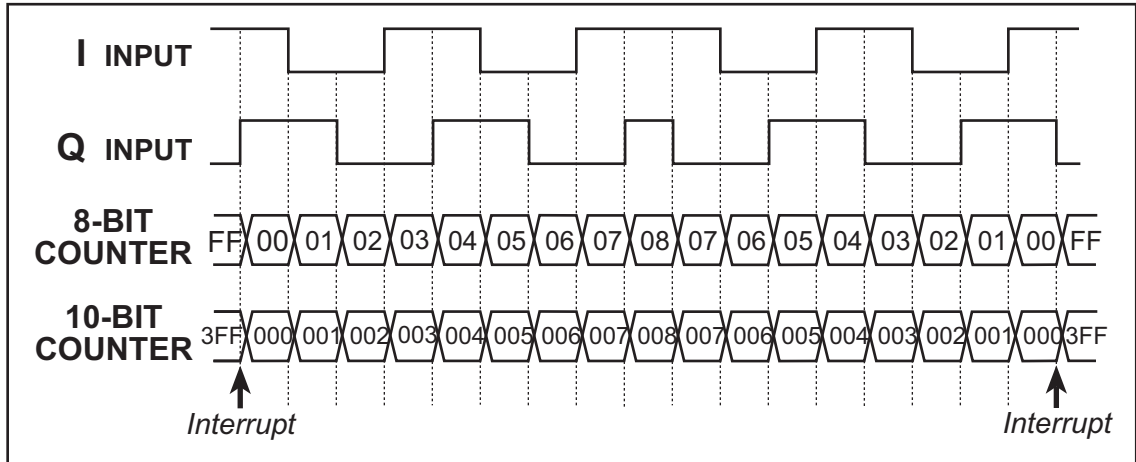 I INPUT
Q INPUT
8-BIT
COUNTER
FF 00 01 02 03 04 05 06 07 08 07 06 05 04 03 02 01 00 FF
10-BIT
COUNTER
3FF 000 001 002 003 004 005 006 007 008 007 006 005 004 003 002 001 000 3FF
Interrupt Interrupt